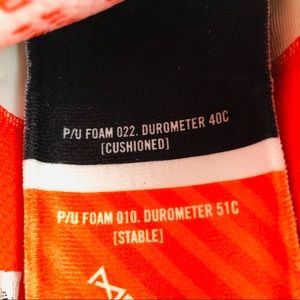 P/U FOAM 022. DUROMETER 40C
[CUSHIONED]
P/U FOAM 010. DUROMETER 51C
[STABLE]